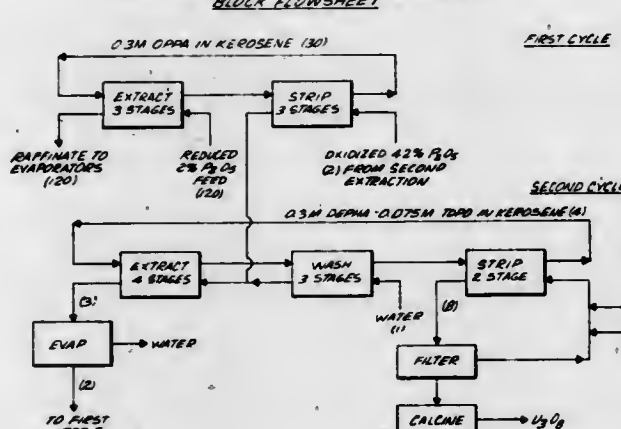 BLOCK FLOWSHEET
FIRST CYCLE
0.3M OPPA IN KEROSENE (30)
EXTRACT
3 STAGES
STRIP
3 STAGES
RAFFINATE TO
EVAPORATORS
(120)
REDUCED
2% P2O5
FEED
(120)
OXIDIZED 42% P2O5
(2) FROM SECOND
EXTRACTION
SECOND CYCLE
0.3M DEPHA-0.075M TOPO IN KEROSENE (4)
EXTRACT
4 STAGES
WASH
3 STAGES
STRIP
2 STAGE
(3)
WATER
(1)
(8)
EVAP
WATER
FILTER
(2)
TO FIRST
CALCINE
U3O8